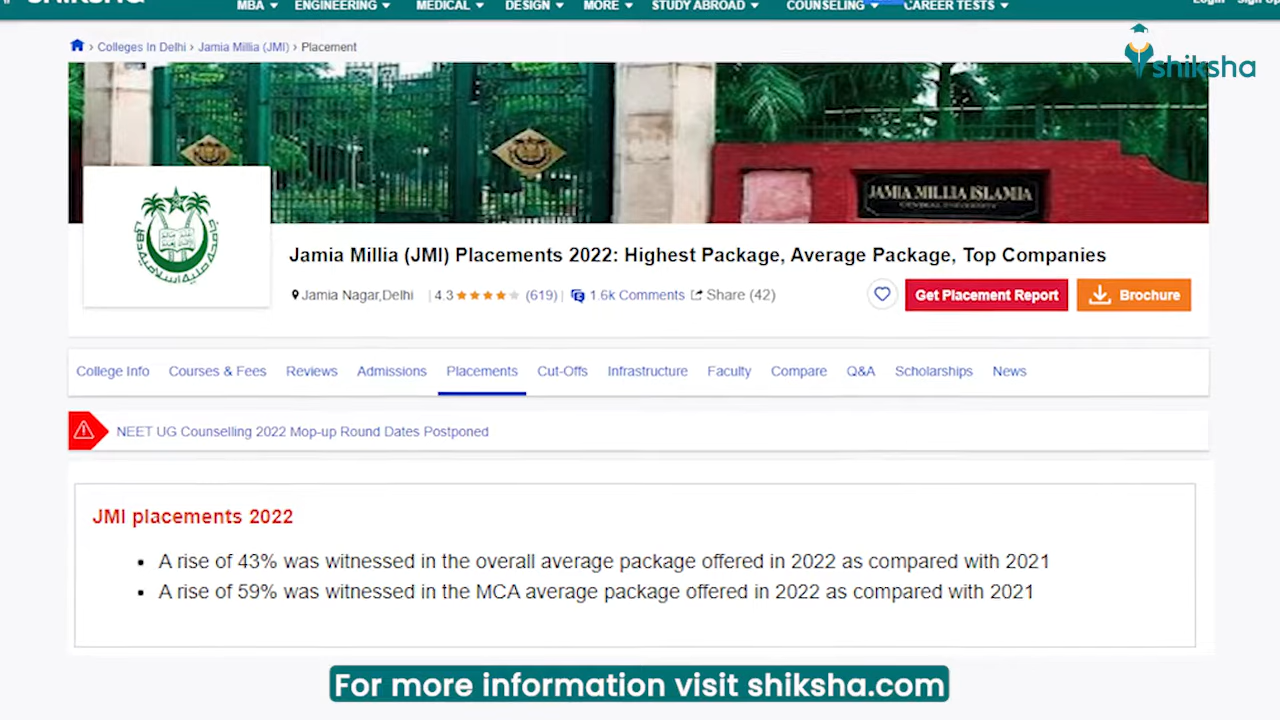 MBA ENGINEERING MEDICAL DESIGN MORE STUDY ABROAD COUNSELING CAREER TESTS
› Colleges In Delhi › Jamia Millia (JMI) › Placement
shiksha
JAMIA MILLIA ISLAMIA
Jamia Millia (JMI) Placements 2022: Highest Package, Average Package, Top Companies
Jamia Nagar,Delhi | 4.3 (619) | 1.6k Comments Share (42)
Get Placement Report Brochure
College Info Courses & Fees Reviews Admissions Placements Cut-Offs Infrastructure Faculty Compare Q&A Scholarships News
NEET UG Counselling 2022 Mop-up Round Dates Postponed
JMI placements 2022
• A rise of 43% was witnessed in the overall average package offered in 2022 as compared with 2021
• A rise of 59% was witnessed in the MCA average package offered in 2022 as compared with 2021
For more information visit shiksha.com